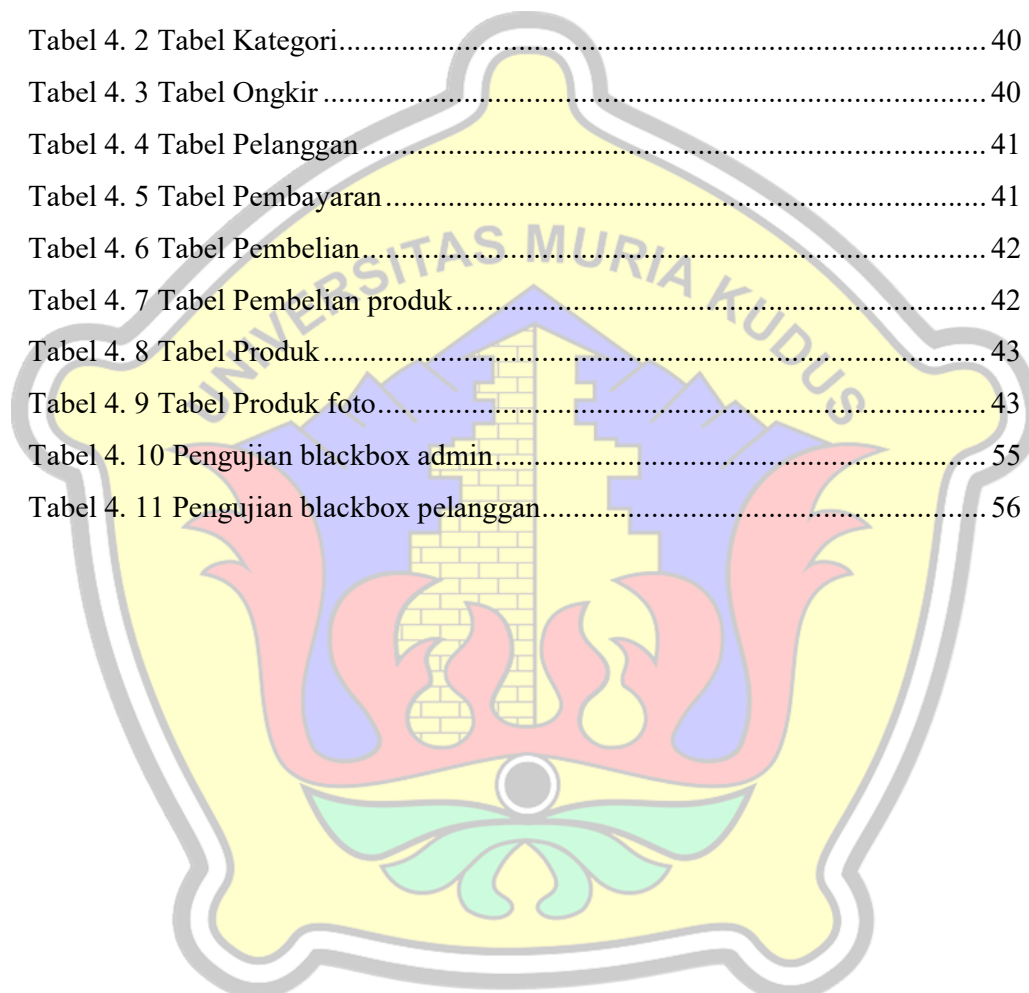 Tabel 4. 2 Tabel Kategori.................................................................................. 40
Tabel 4. 3 Tabel Ongkir .................................................................................... 40
Tabel 4. 4 Tabel Pelanggan............................................................................... 41
Tabel 4. 5 Tabel Pembayaran ............................................................................ 41
Tabel 4. 6 Tabel Pembelian............................................................................... 42
Tabel 4. 7 Tabel Pembelian produk ................................................................... 42
Tabel 4. 8 Tabel Produk .................................................................................... 43
Tabel 4. 9 Tabel Produk foto............................................................................. 43
Tabel 4. 10 Pengujian blackbox admin.............................................................. 55
Tabel 4. 11 Pengujian blackbox pelanggan........................................................ 56
UNIVERSITAS MURIA KUDUS